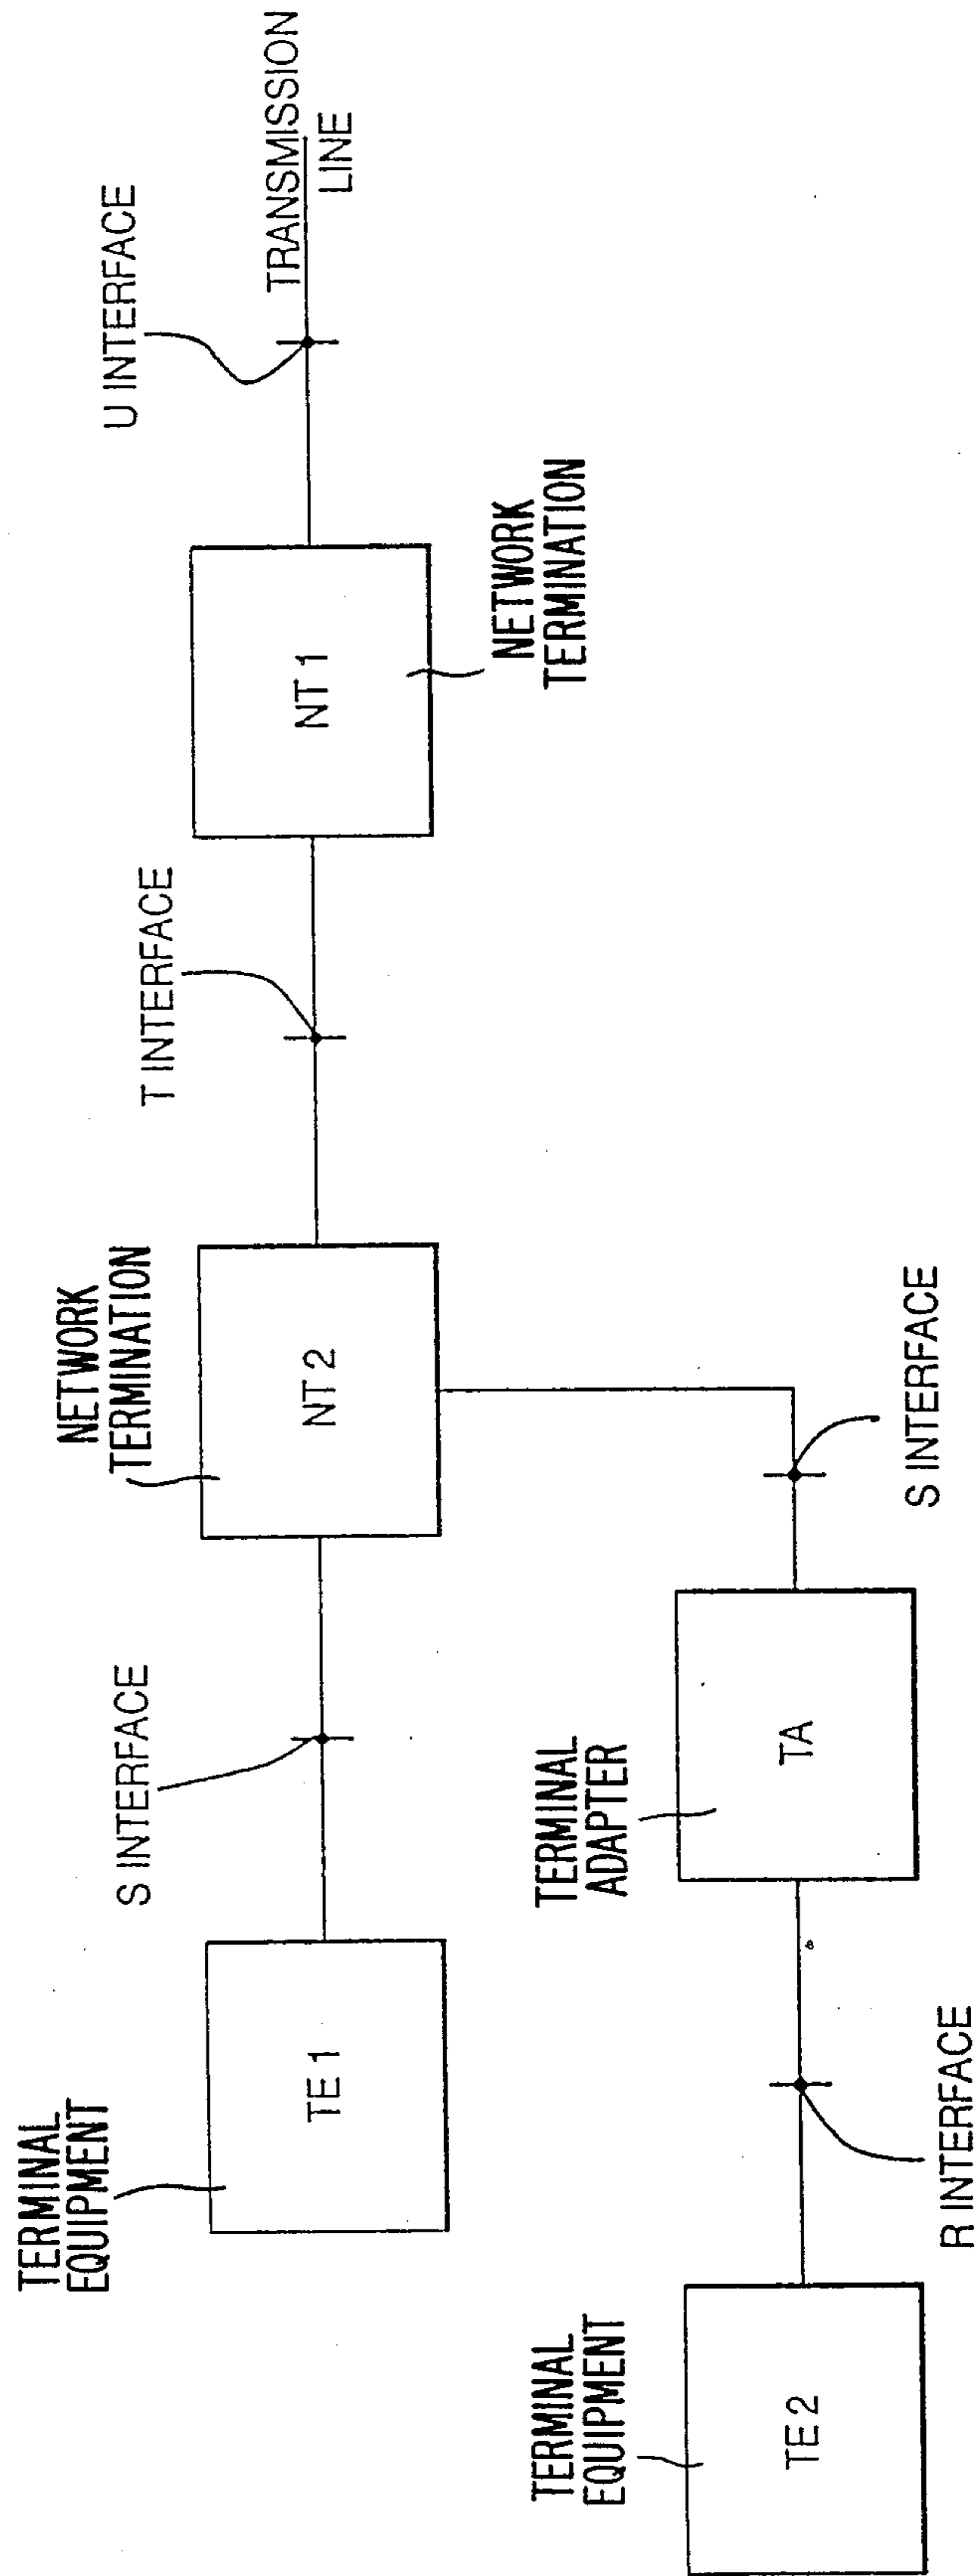 TERMINAL
EQUIPMENT
TE 1
S INTERFACE
NETWORK
TERMINATION
NT 2
T INTERFACE
NT 1
NETWORK
TERMINATION
U INTERFACE
TRANSMISSION
LINE
TERMINAL
EQUIPMENT
TE 2
R INTERFACE
TERMINAL
ADAPTER
TA
S INTERFACE